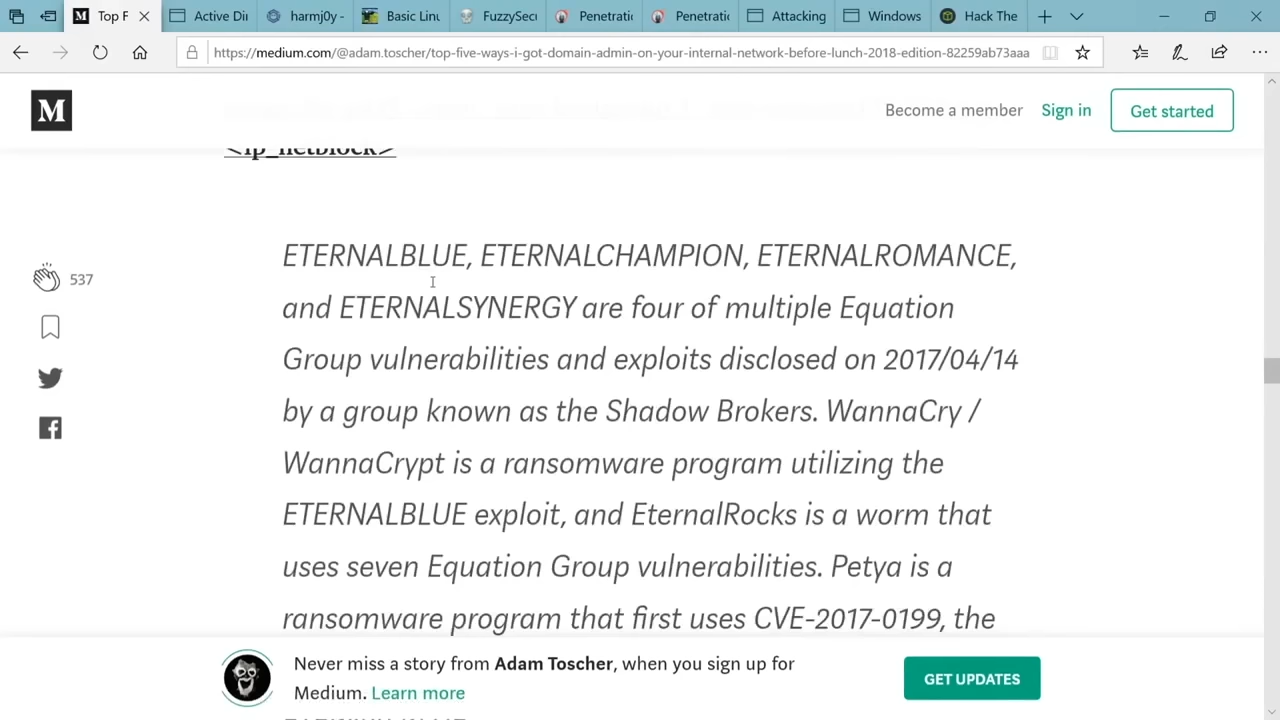 Top F
Active Di
harmj0y -
Basic Linu
FuzzySec
Penetratio
Penetratio
Attacking
Windows
Hack The
https://medium.com/@adam.toscher/top-five-ways-i-got-domain-admin-on-your-internal-network-before-lunch-2018-edition-82259ab73aaa
M
Become a member
Sign in
Get started
<ip_netblock>
537
ETERNALBLUE, ETERNALCHAMPION, ETERNALROMANCE,
and ETERNALSYNERGY are four of multiple Equation
Group vulnerabilities and exploits disclosed on 2017/04/14
by a group known as the Shadow Brokers. WannaCry /
WannaCrypt is a ransomware program utilizing the
ETERNALBLUE exploit, and EternalRocks is a worm that
uses seven Equation Group vulnerabilities. Petya is a
ransomware program that first uses CVE-2017-0199, the
Never miss a story from Adam Toscher, when you sign up for
Medium. Learn more
GET UPDATES